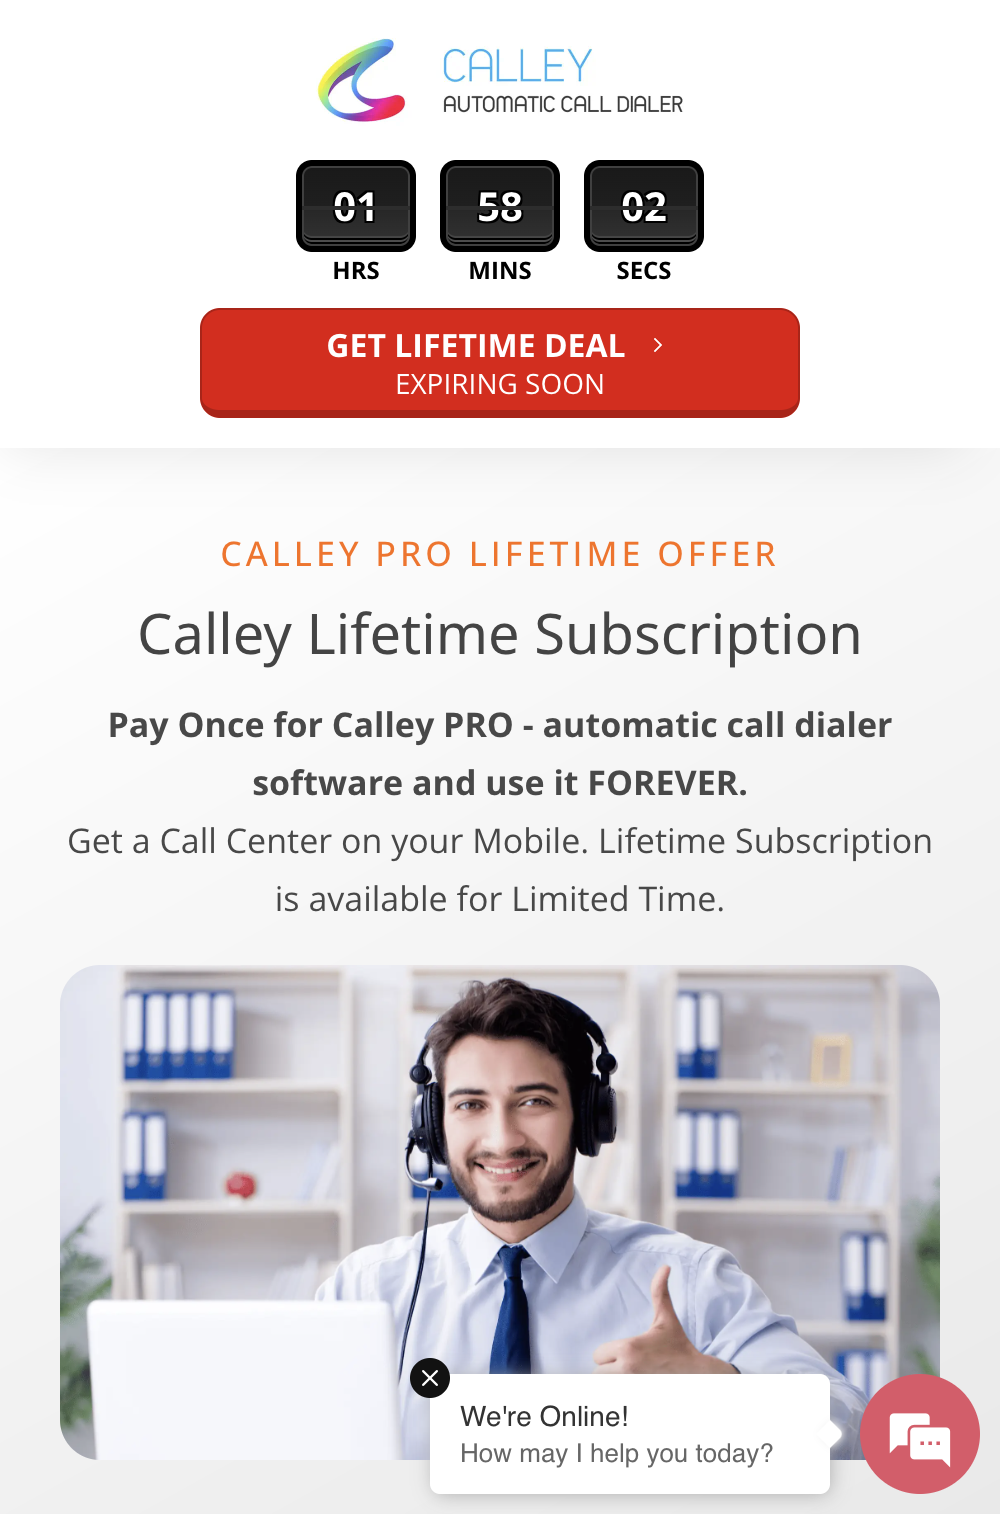 CALLEY
AUTOMATIC CALL DIALER
01 58 02
HRS MINS SECS
GET LIFETIME DEAL
EXPIRING SOON
CALLEY PRO LIFETIME OFFER
Calley Lifetime Subscription
Pay Once for Calley PRO - automatic call dialer
software and use it FOREVER.
Get a Call Center on your Mobile. Lifetime Subscription
is available for Limited Time.
We're Online!
How may I help you today?